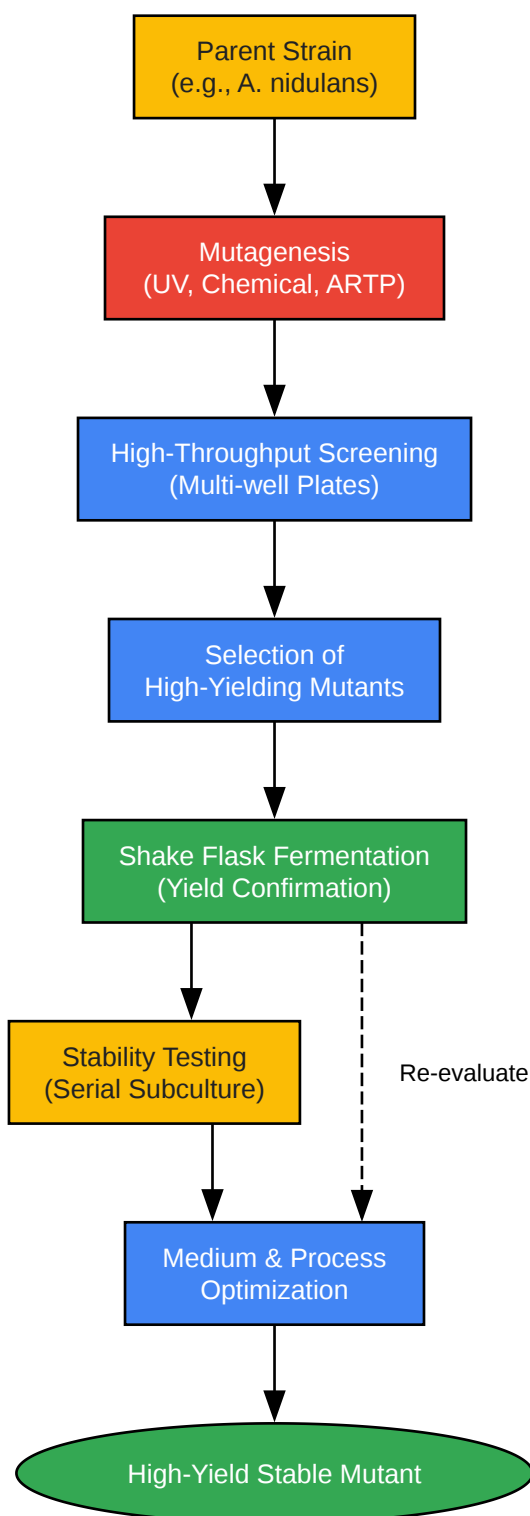 Parent Strain
(e.g., A. nidulans)
Mutagenesis
(UV, Chemical, ARTP)
High-Throughput Screening
(Multi-well Plates)
Selection of
High-Yielding Mutants
Shake Flask Fermentation
(Yield Confirmation)
Stability Testing
(Serial Subculture)
Re-evaluate
Medium & Process
Optimization
High-Yield Stable Mutant